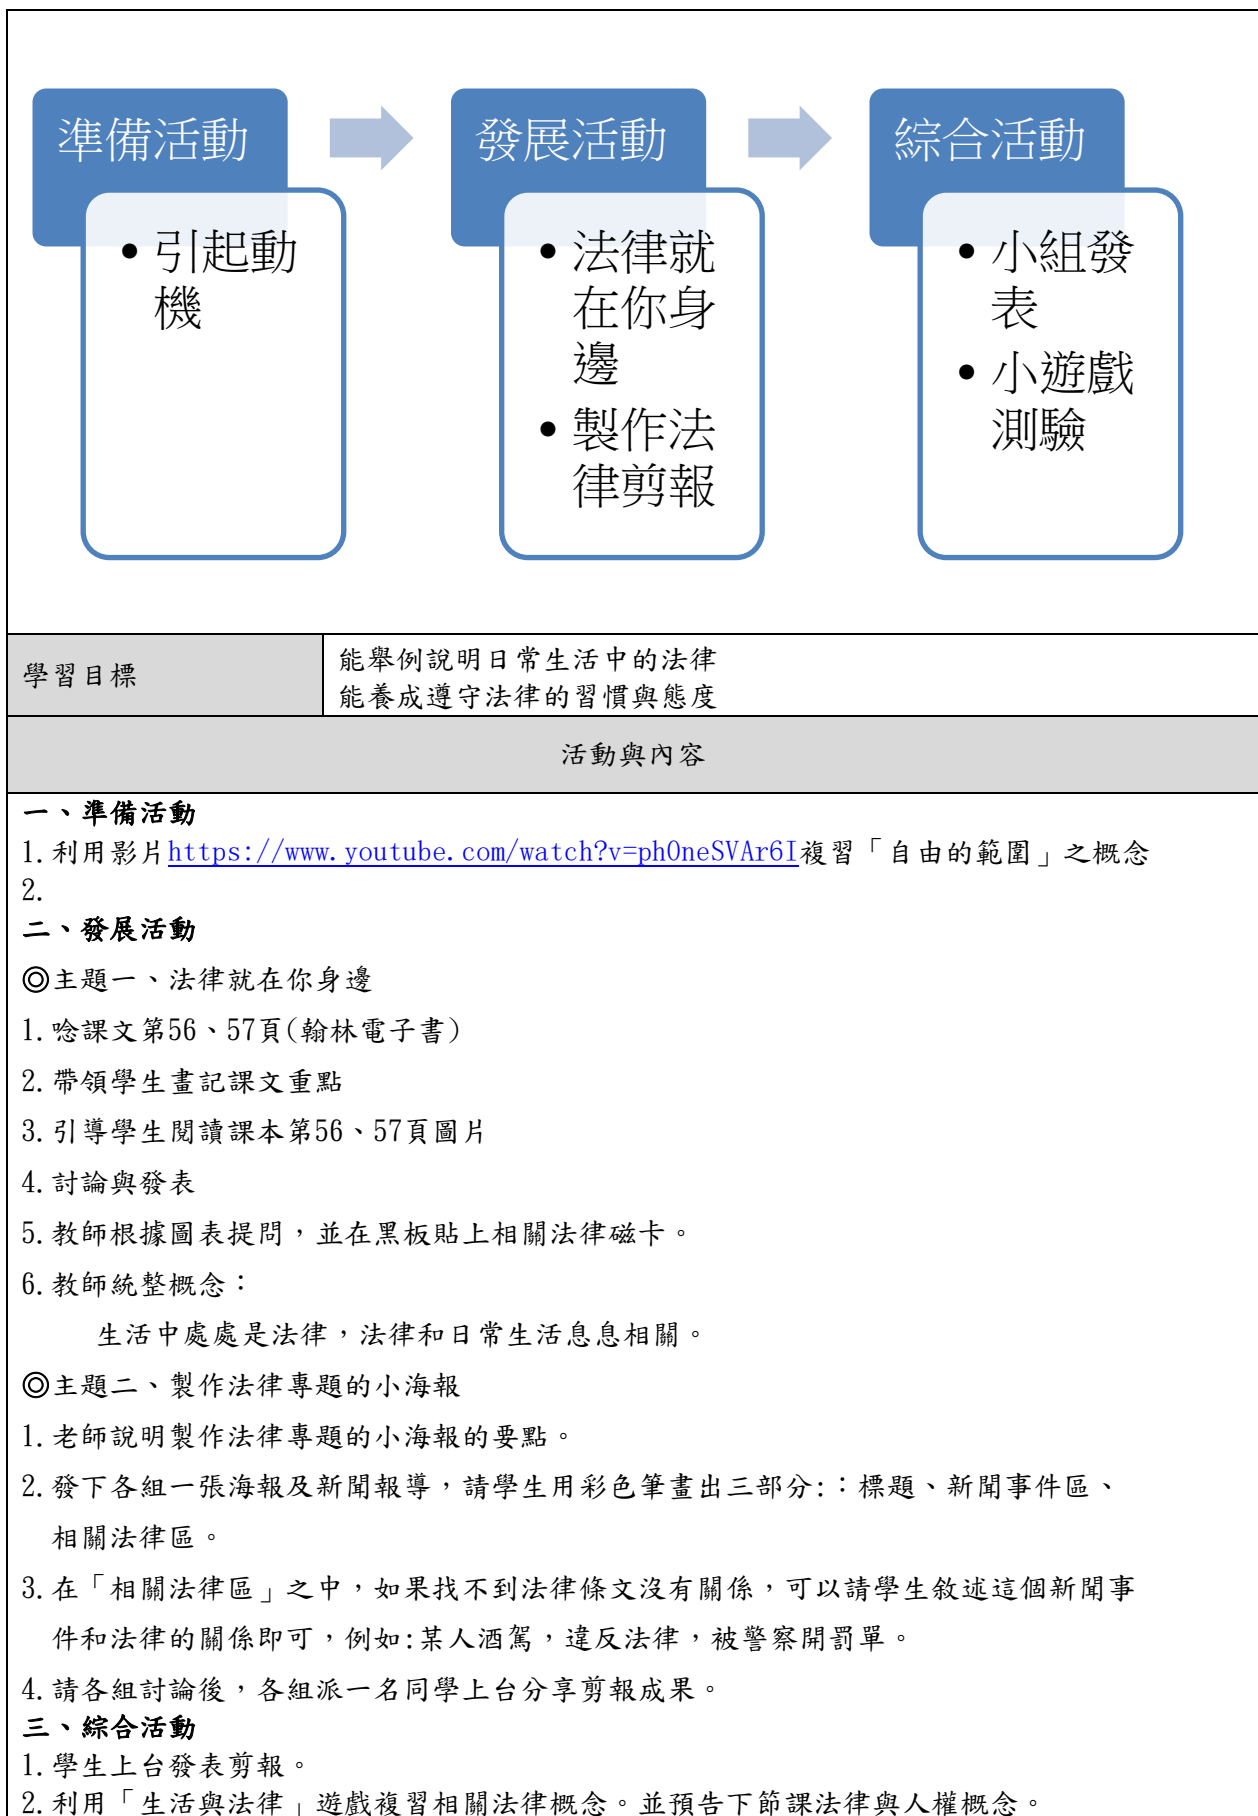 準備活動
• 引起動
機
發展活動
• 法律就
在你身
邊
• 製作法
律剪報
綜合活動
• 小組發
表
• 小遊戲
測驗
學習目標
能舉例說明日常生活中的法律
能養成遵守法律的習慣與態度
活動與內容
一、準備活動
1.利用影片https://www.youtube.com/watch?v=phOneSVAr6I複習「自由的範圍」之概念
2.
二、發展活動
◎主題一、法律就在你身邊
1.唸課文第56、57頁(翰林電子書)
2.帶領學生畫記課文重點
3.引導學生閱讀課本第56、57頁圖片
4.討論與發表
5.教師根據圖表提問，並在黑板貼上相關法律磁卡。
6.教師統整概念：
生活中處處是法律，法律和日常生活息息相關。
◎主題二、製作法律專題的小海報
1.老師說明製作法律專題的小海報的要點。
2.發下各組一張海報及新聞報導，請學生用彩色筆畫出三部分:：標題、新聞事件區、
相關法律區。
3.在「相關法律區」之中，如果找不到法律條文沒有關係，可以請學生敘述這個新聞事
件和法律的關係即可，例如:某人酒駕，違反法律，被警察開罰單。
4.請各組討論後，各組派一名同學上台分享剪報成果。
三、綜合活動
1.學生上台發表剪報。
2.利用「生活與法律」遊戲複習相關法律概念。並預告下節課法律與人權概念。